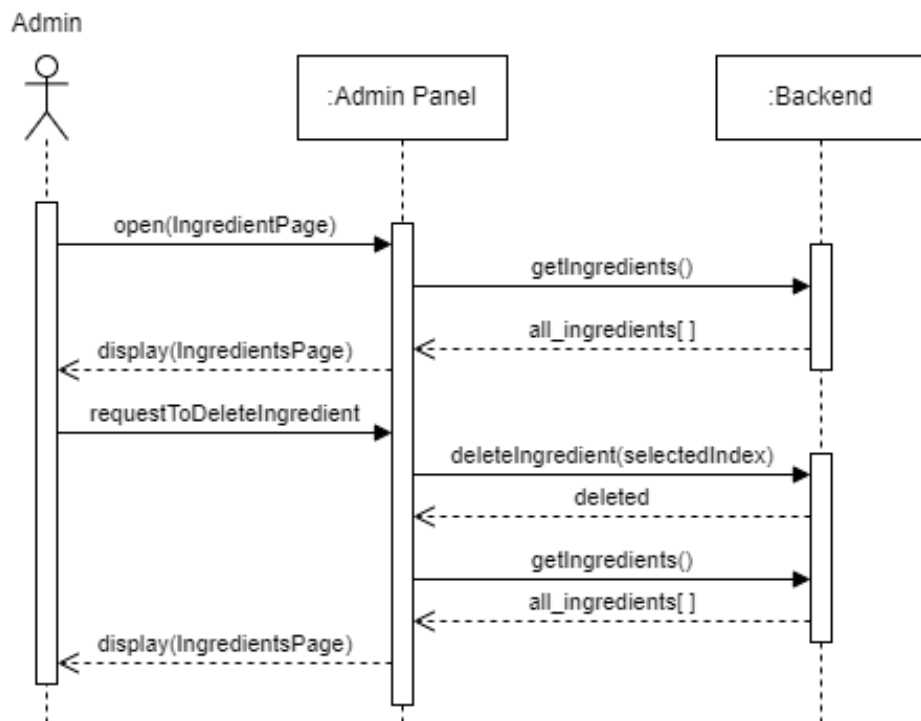 Admin
:Admin Panel
:Backend
open(IngredientPage)
getIngredients()
all_ingredients[ ]
display(IngredientsPage)
requestToDeleteIngredient
deleteIngredient(selectedIndex)
deleted
getIngredients()
all_ingredients[ ]
display(IngredientsPage)